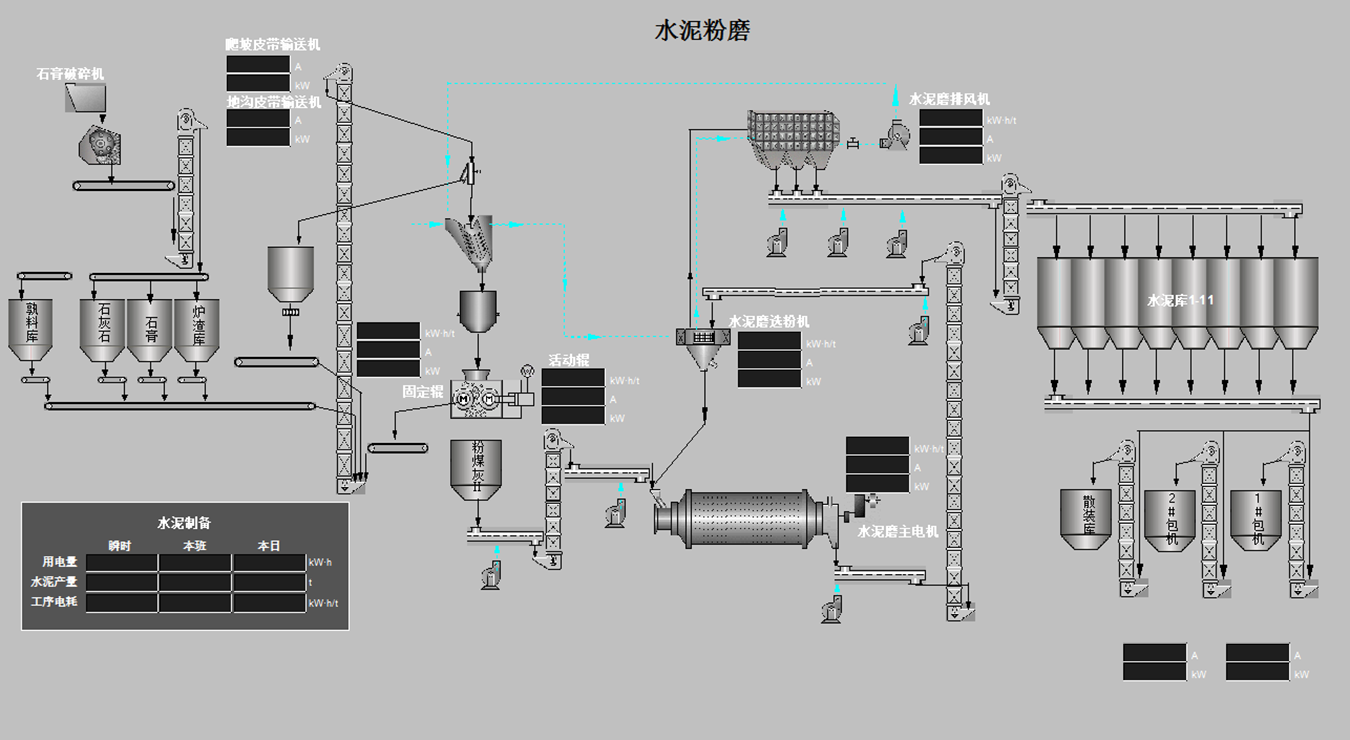 水泥粉磨
爬坡皮带输送机
A
kW
地沟皮带输送机
A
kW
石膏破碎机
水泥磨排风机
kW·h/t
A
kW
熟料库
石灰石
石膏
炉渣库
kW·h/t
A
kW
固定辊
活动辊
kW·h/t
A
kW
M
M
W
水泥磨选粉机
kW·h/t
A
kW
水泥库1-11
粉煤灰II
kW·h/t
A
kW
水泥磨主电机
散装库
2#包机
1#包机
水泥制备
瞬时 本班 本日
用电量 kW·h
水泥产量 t
工序电耗 kW·h/t
A
kW
A
kW